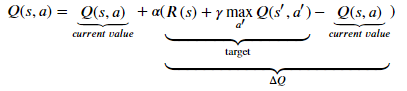 Q(s, a) = Q(s, a) + α(R(s) + γ max Q(s′, a′) − Q(s, a) )
a′
current value current value
target
ΔQ